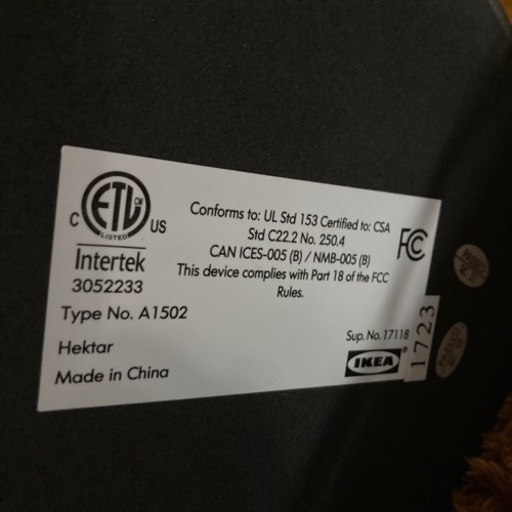 C ETL CM US
LISTED
Intertek
3052233
Conforms to: UL Std 153 Certified to: CSA
Std C22.2 No. 250.4
CAN ICES-005 (B) / NMB-005 (B)
This device complies with Part 18 of the FCC
Rules.
FC
Type No. A1502
Hektar
Made in China
Sup. No. 17118
IKEA®
1723